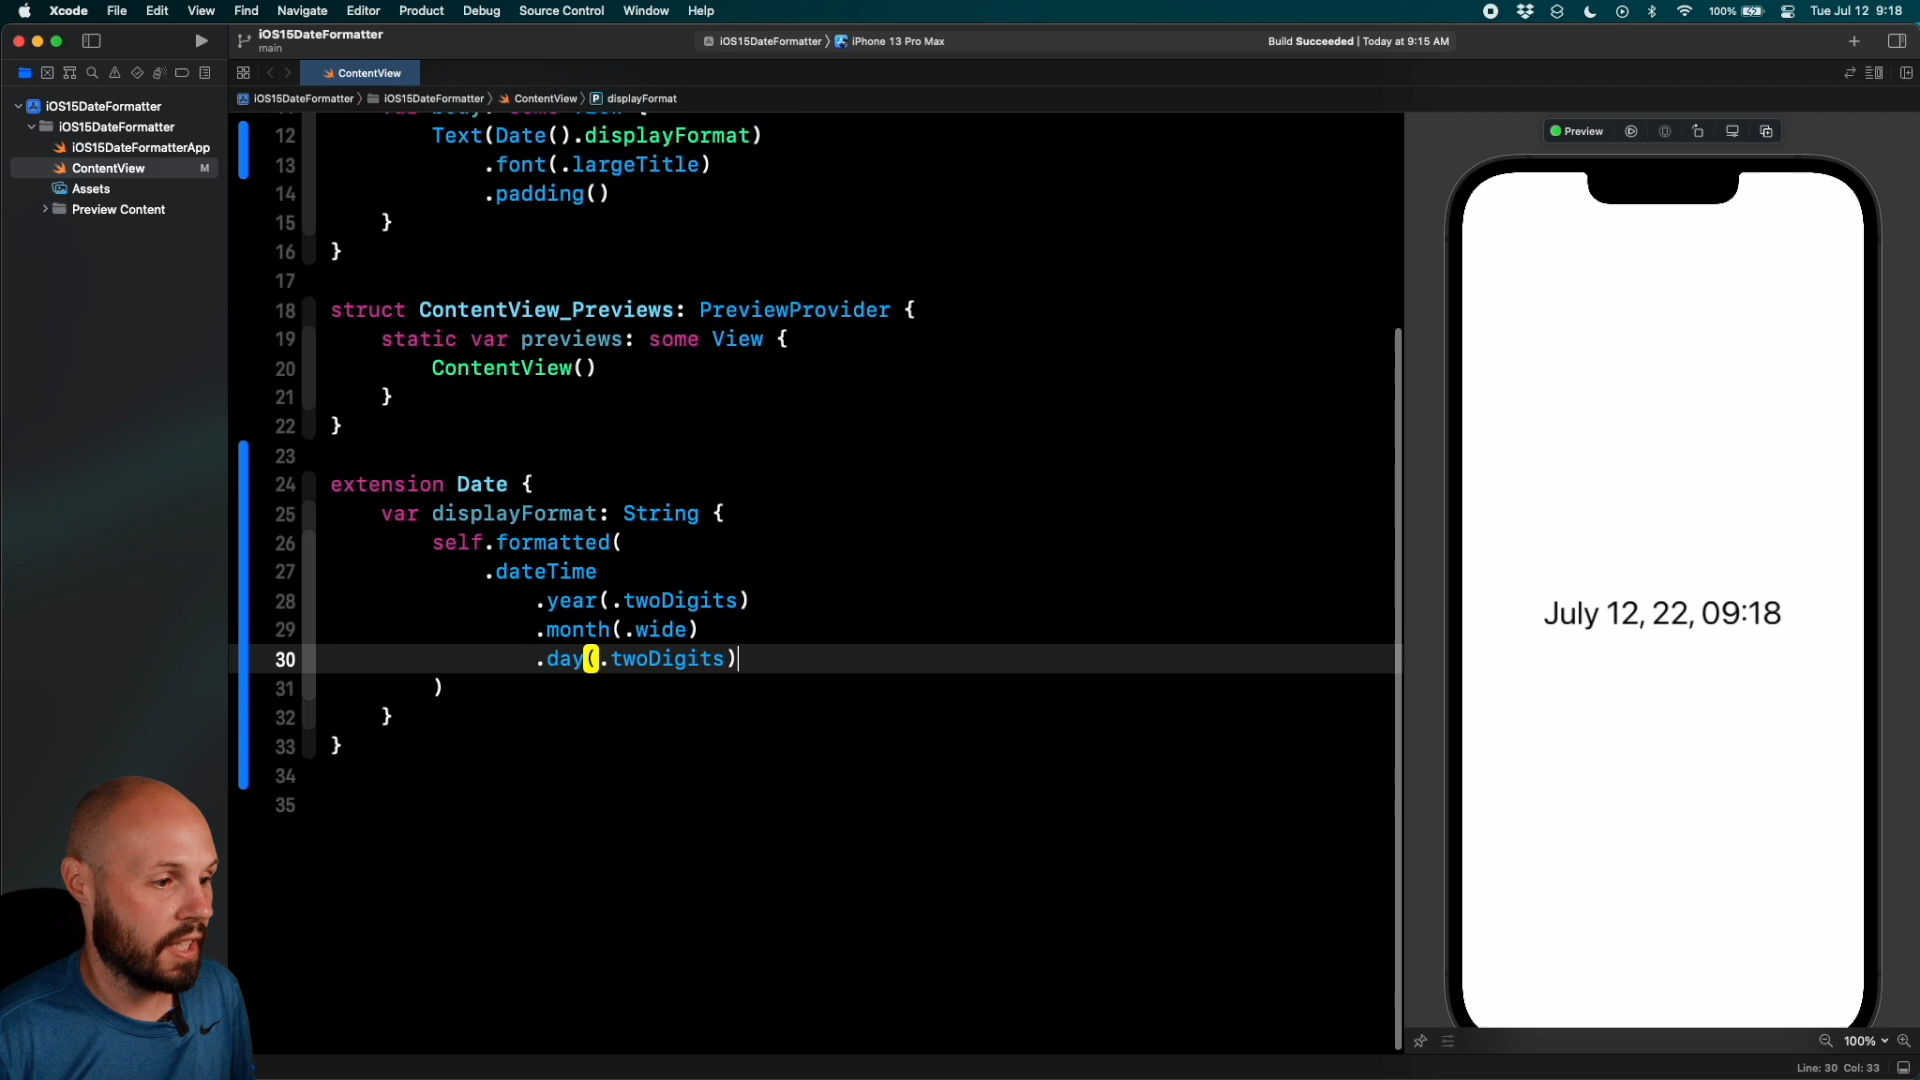 Xcode File Edit View Find Navigate Editor Product Debug Source Control Window Help
100% Tue Jul 12 9:18
iOS15DateFormatter
main
iOS15DateFormatter iPhone 13 Pro Max
Build Succeeded | Today at 9:15 AM
ContentView
iOS15DateFormatter iOS15DateFormatter ContentView P displayFormat
iOS15DateFormatter
iOS15DateFormatter
iOS15DateFormatterApp
ContentView M
Assets
Preview Content
12 Text(Date().displayFormat)
13 .font(.largeTitle)
14 .padding()
15 }
16 }
17
18 struct ContentView_Previews: PreviewProvider {
19 static var previews: some View {
20 ContentView()
21 }
22 }
23
24 extension Date {
25 var displayFormat: String {
26 self.formatted(
27 .dateTime
28 .year(.twoDigits)
29 .month(.wide)
30 .day(.twoDigits)
31 )
32 }
33 }
34
35
Preview
July 12, 22, 09:18
100%
Line: 30 Col: 33